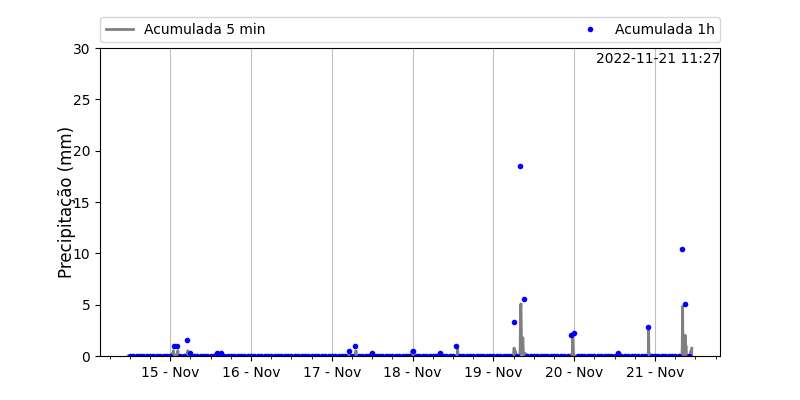 Acumulada 5 min
Acumulada 1h
2022-11-21 11:27
Precipitação (mm)
30
25
20
15
10
5
0
15 - Nov
16 - Nov
17 - Nov
18 - Nov
19 - Nov
20 - Nov
21 - Nov